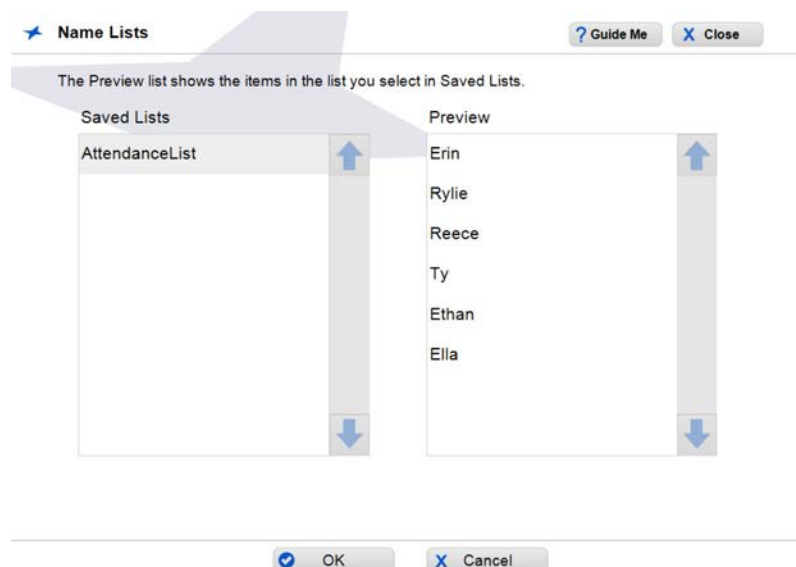 Name Lists
? Guide Me
X Close
The Preview list shows the items in the list you select in Saved Lists.
Saved Lists
Preview
AttendanceList
Erin
Rylie
Reece
Ty
Ethan
Ella
OK
X Cancel